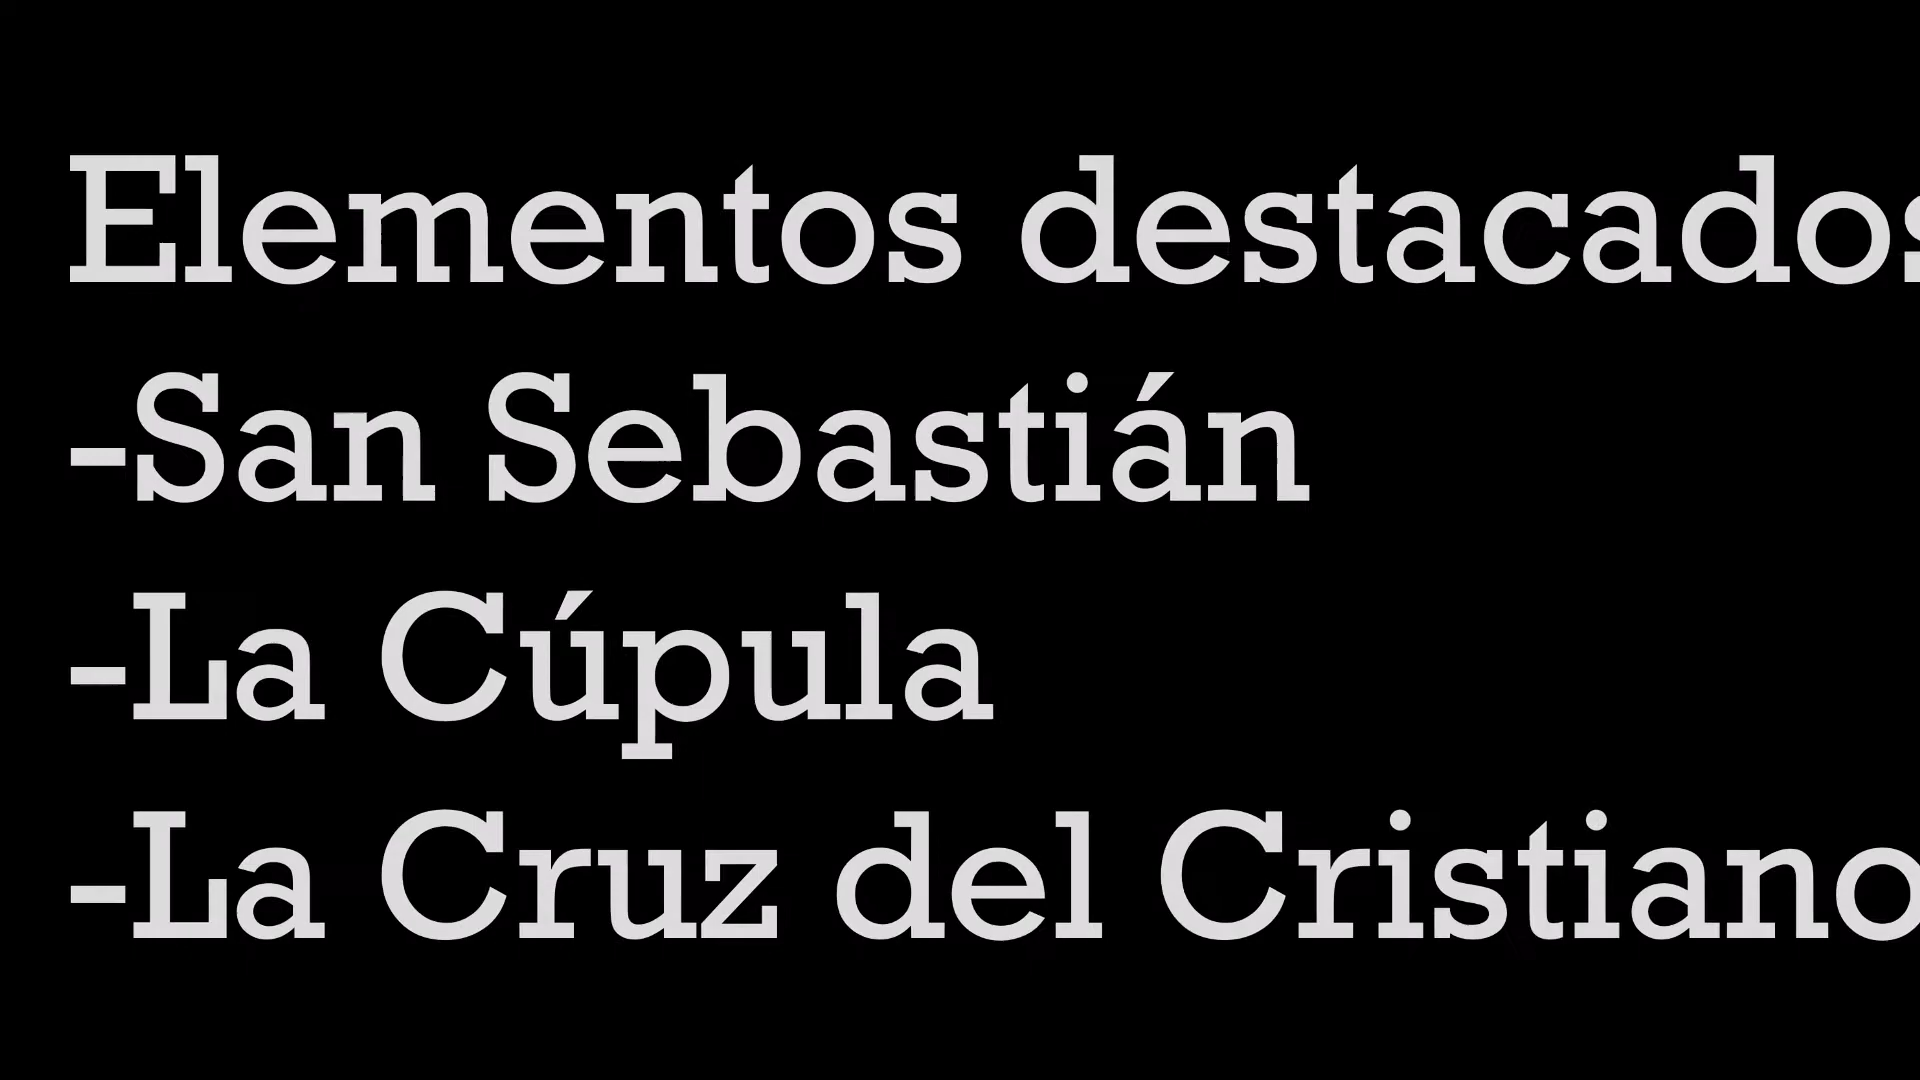 Elementos destacados
-San Sebastián
-La Cúpula
-La Cruz del Cristiano